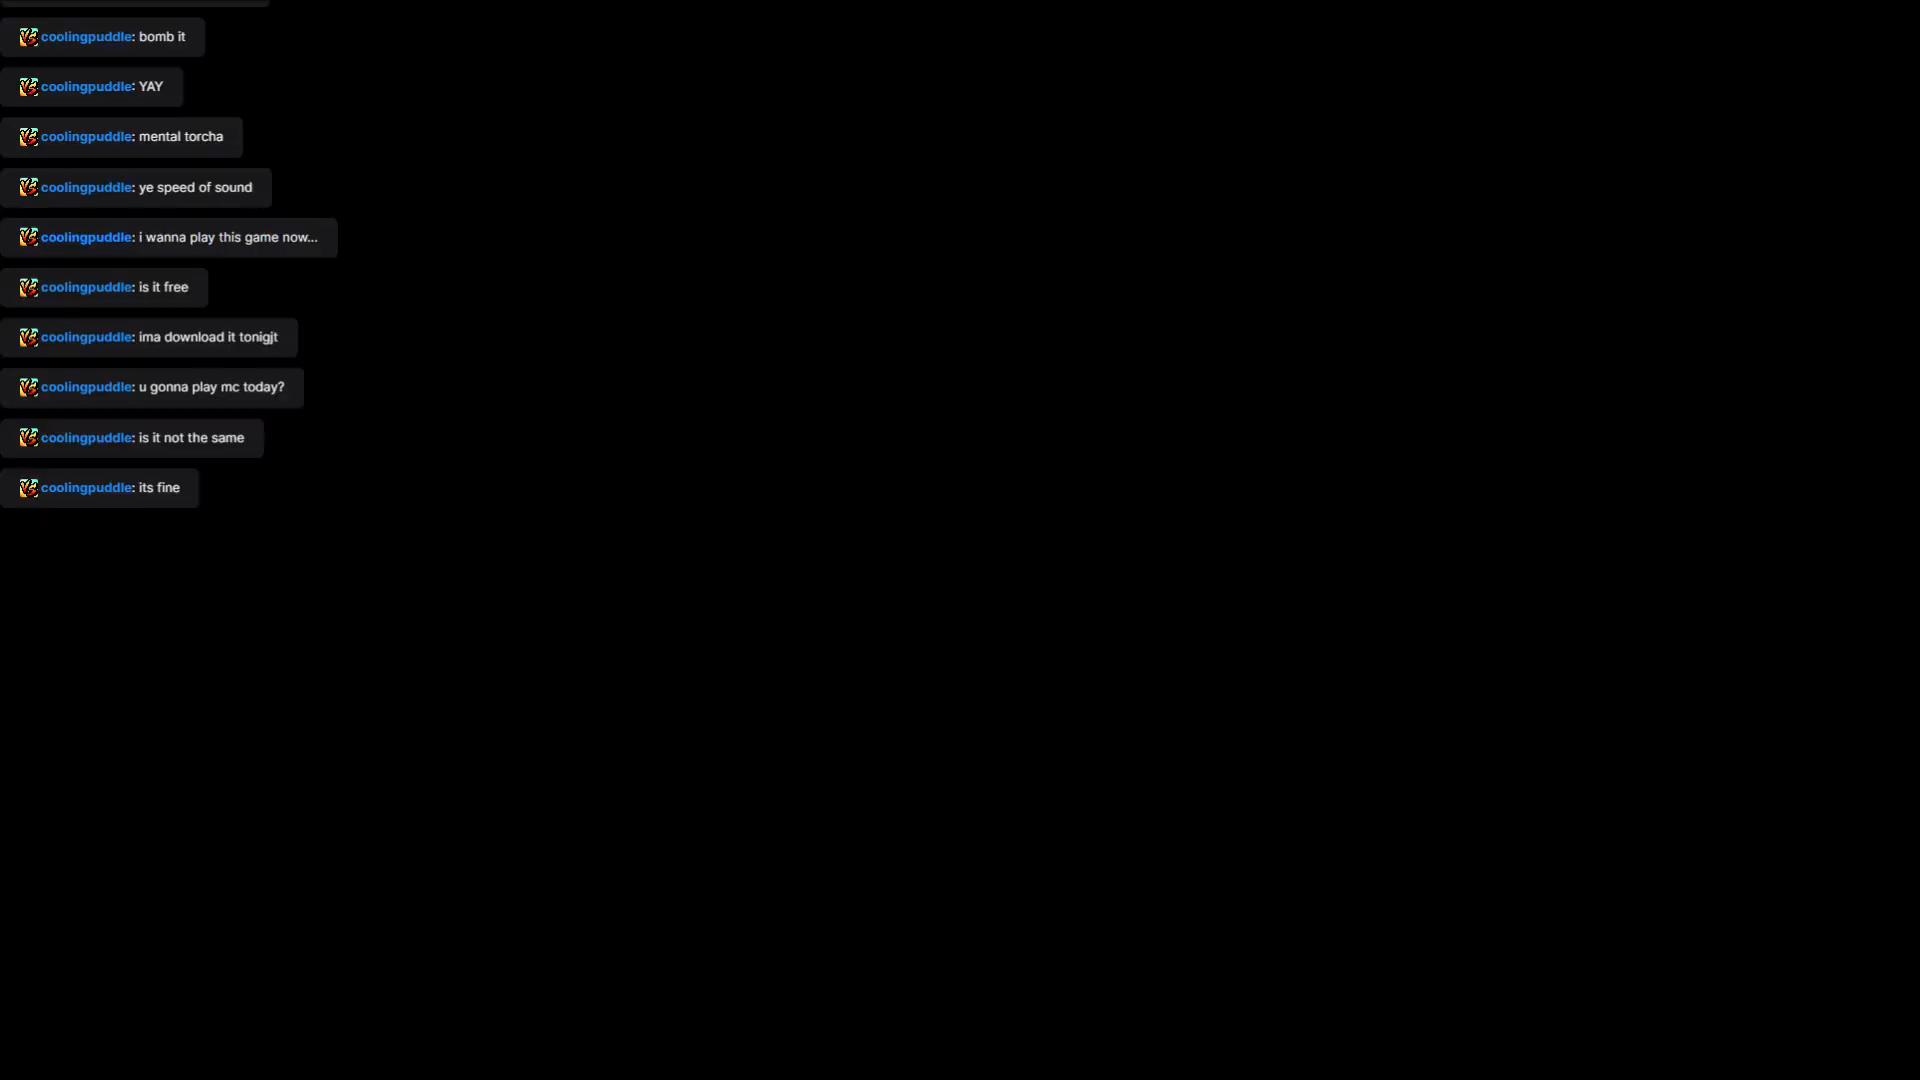 coolingpuddle: bomb it
coolingpuddle: YAY
coolingpuddle: mental torcha
coolingpuddle: ye speed of sound
coolingpuddle: i wanna play this game now...
coolingpuddle: is it free
coolingpuddle: ima download it tonigjt
coolingpuddle: u gonna play mc today?
coolingpuddle: is it not the same
coolingpuddle: its fine